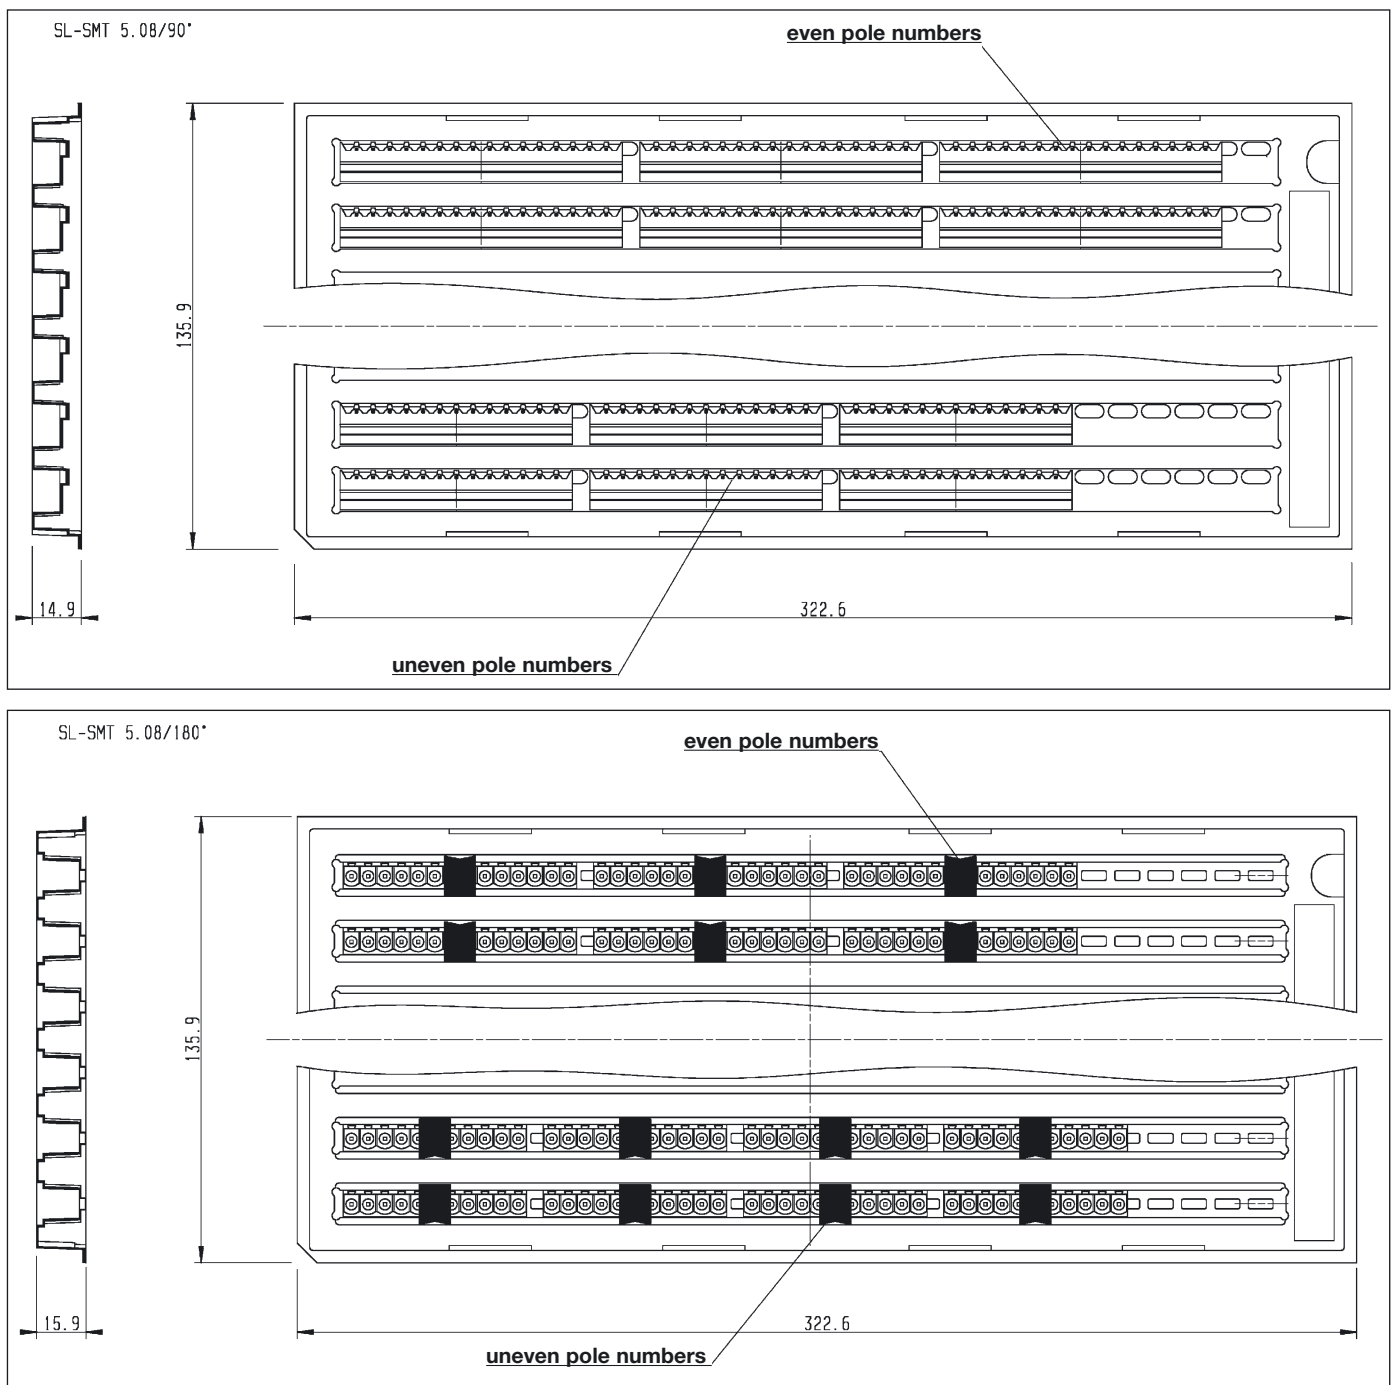 SL-SMT 5.08/90°
even pole numbers
135.9
14.9
322.6
uneven pole numbers
SL-SMT 5.08/180°
even pole numbers
135.9
15.9
322.6
uneven pole numbers